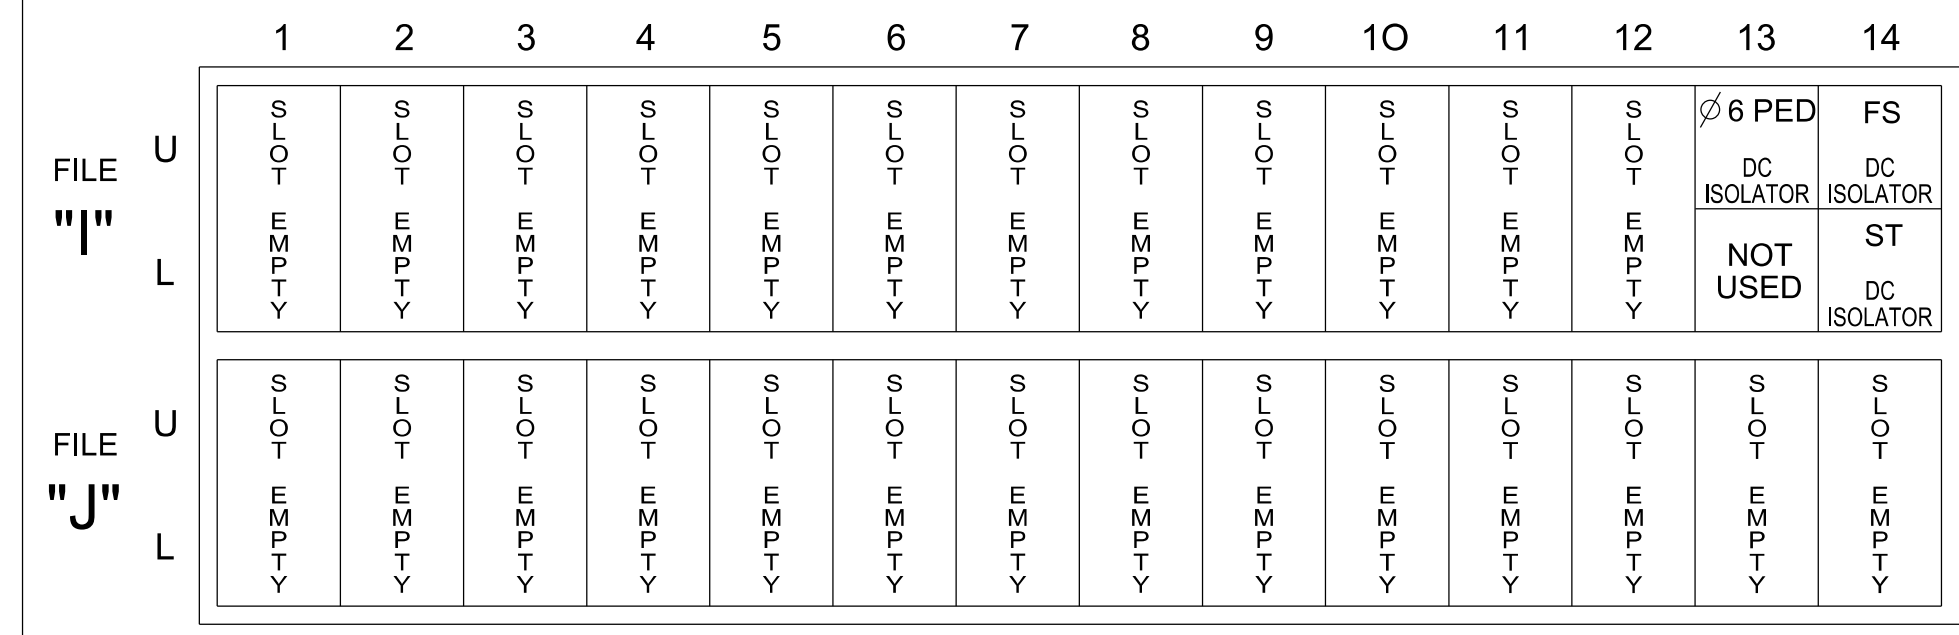 1 2 3 4 5 6 7 8 9 10 11 12 13 14
FILE "I"
U
L
SLOT EMPTY
SLOT EMPTY
SLOT EMPTY
SLOT EMPTY
SLOT EMPTY
SLOT EMPTY
SLOT EMPTY
SLOT EMPTY
SLOT EMPTY
SLOT EMPTY
SLOT EMPTY
SLOT EMPTY
∅ 6 PED
DC
ISOLATOR
NOT
USED
FS
DC
ISOLATOR
ST
DC
ISOLATOR
FILE "J"
U
L
SLOT EMPTY
SLOT EMPTY
SLOT EMPTY
SLOT EMPTY
SLOT EMPTY
SLOT EMPTY
SLOT EMPTY
SLOT EMPTY
SLOT EMPTY
SLOT EMPTY
SLOT EMPTY
SLOT EMPTY
SLOT EMPTY
SLOT EMPTY